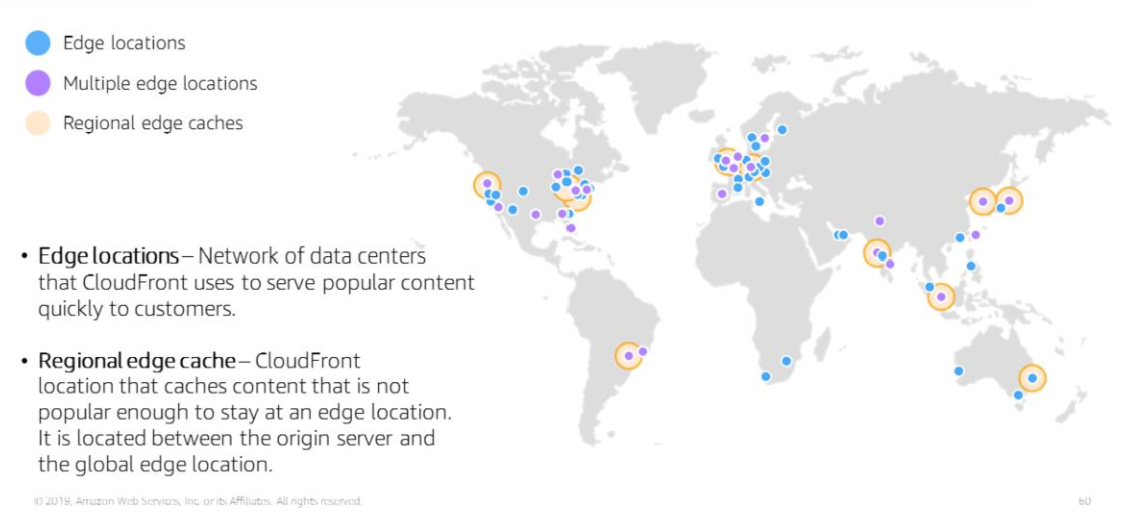 Edge locations
Multiple edge locations
Regional edge caches
• Edge locations – Network of data centers
that CloudFront uses to serve popular content
quickly to customers.
• Regional edge cache – CloudFront
location that caches content that is not
popular enough to stay at an edge location.
It is located between the origin server and
the global edge location.
© 2019, Amazon Web Services, Inc. or its Affiliates. All rights reserved.
60